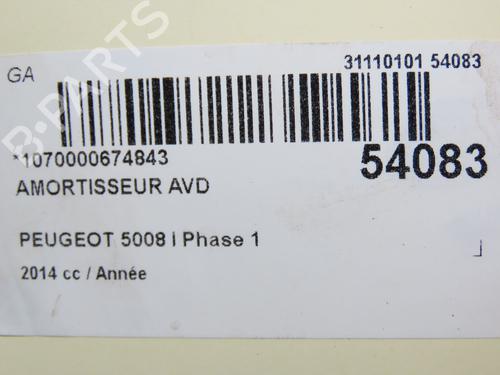 GA
31110101 54083
*1070000674843
54083
AMORTISSEUR AVD
PEUGEOT 5008 I Phase 1
2014 cc / Année
B-PARTS